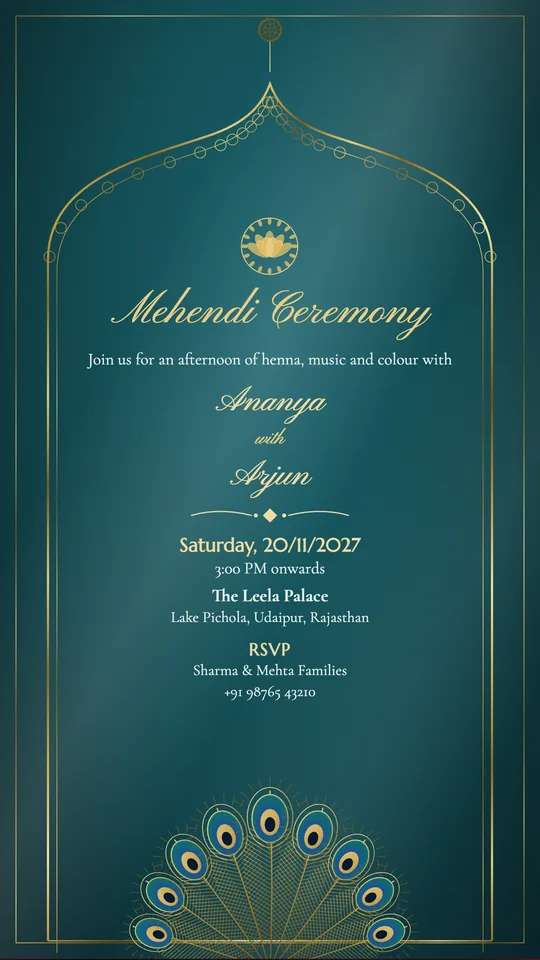 Mehendi Ceremony
Join us for an afternoon of henna, music and colour with
Ananya
with
Arjun
Saturday, 20/11/2027
3:00 PM onwards
The Leela Palace
Lake Pichola, Udaipur, Rajasthan
RSVP
Sharma & Mehta Families
+91 98765 43210